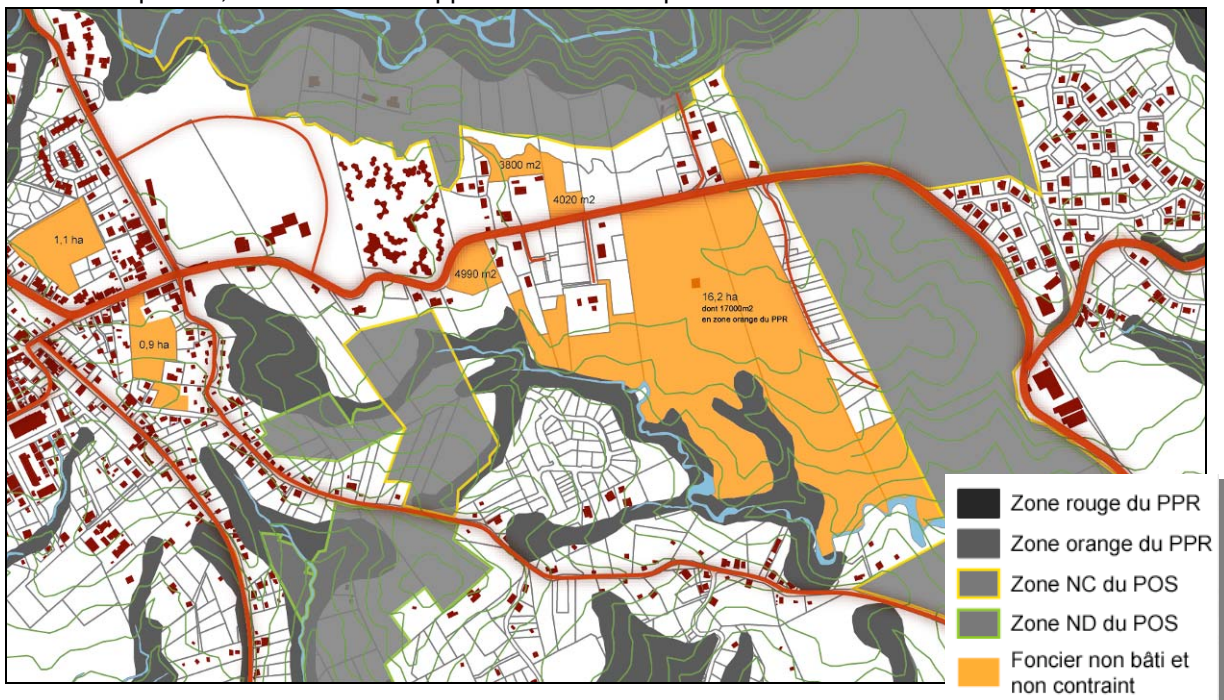 3800 m2
4020 m2
1,1 ha
4990 m2
16,2 ha
dont 17000m2
en zone orange du PPR
0,9 ha
Zone rouge du PPR
Zone orange du PPR
Zone NC du POS
Zone ND du POS
Foncier non bâti et
non contraint